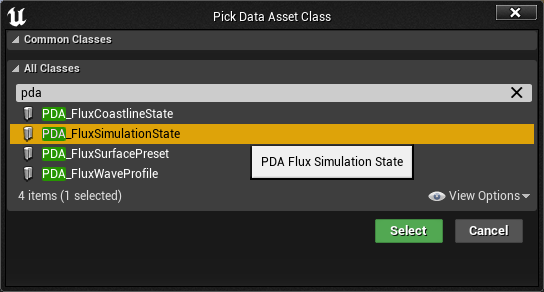 Pick Data Asset Class
Common Classes
All Classes
pda
PDA_FluxCoastlineState
PDA_FluxSimulationState
PDA_FluxSurfacePreset
PDA_FluxWaveProfile
PDA Flux Simulation State
4 items (1 selected)
View Options
Select
Cancel